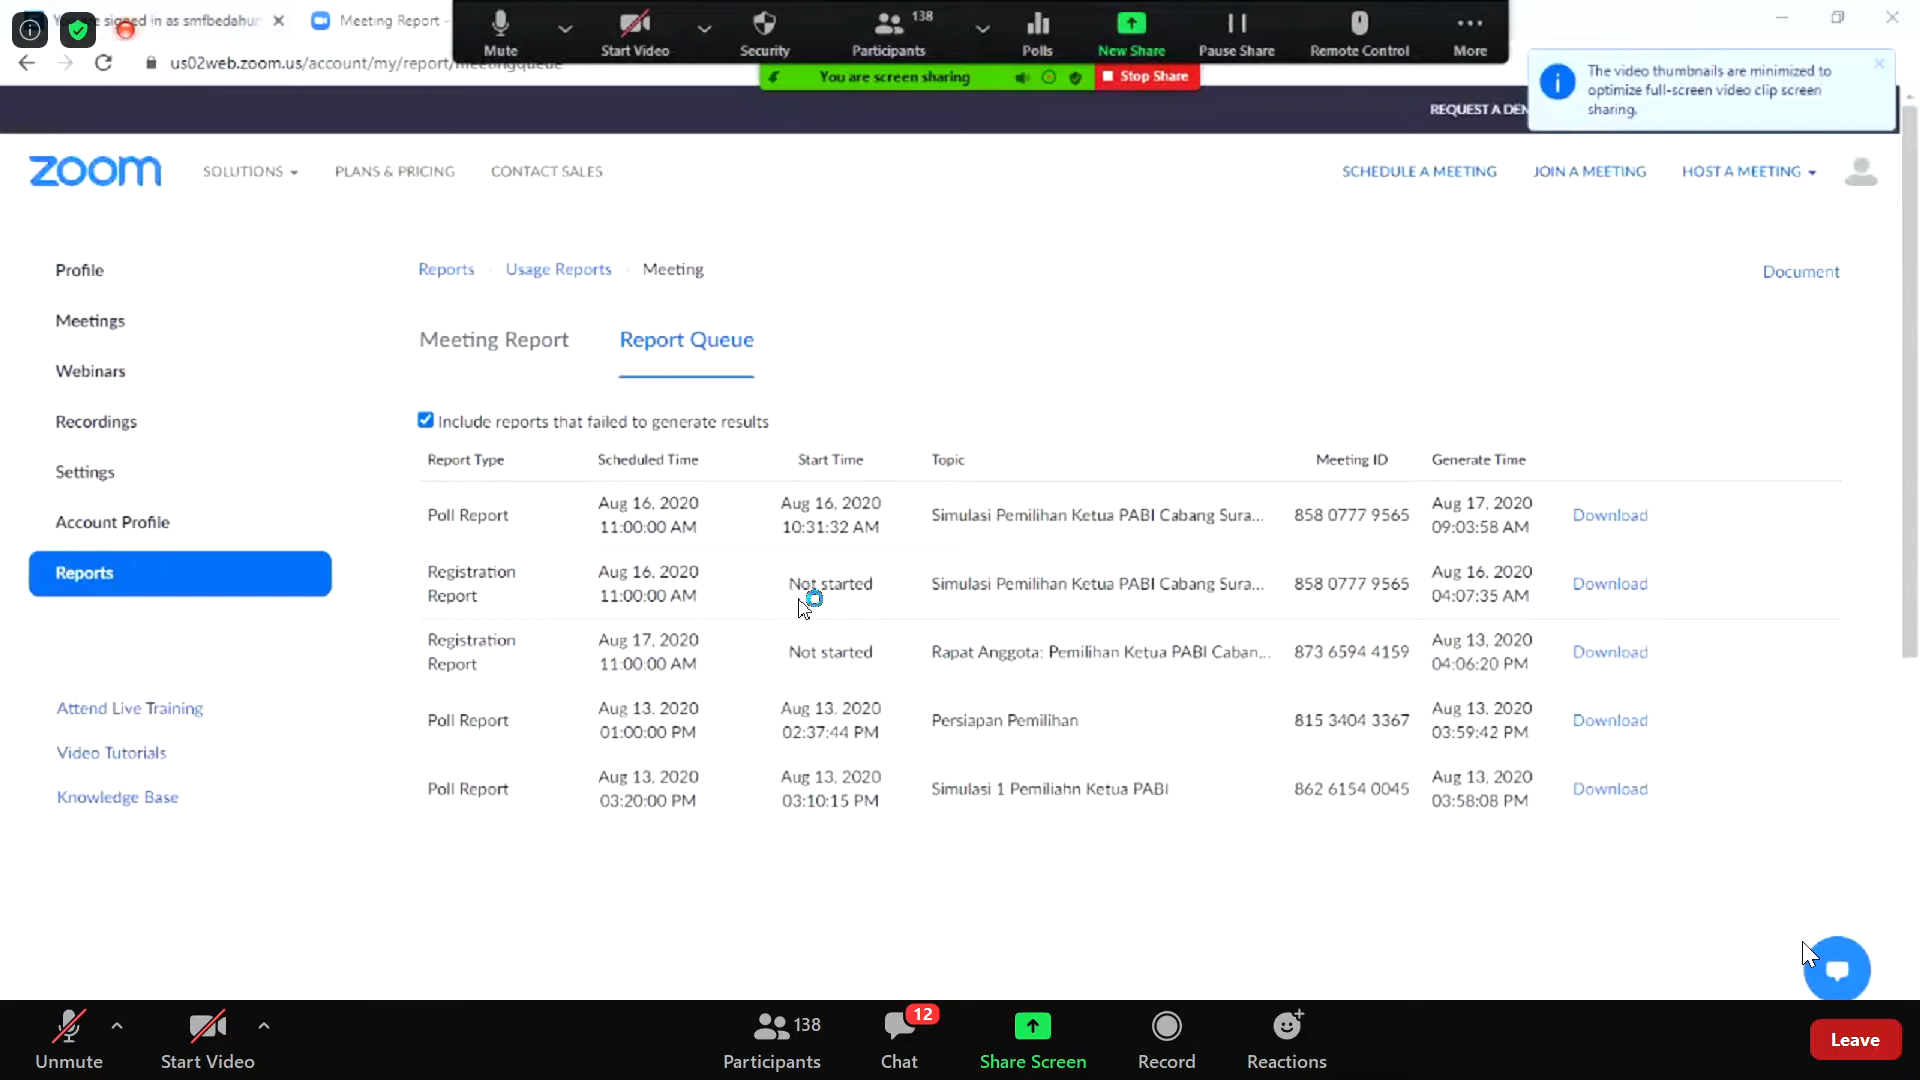 signed in as smfbedahur
Meeting Report -
Mute
Start Video
Security
138
Participants
Polls
New Share
Pause Share
Remote Control
More
us02web.zoom.us/account/my/report/meetingqueue
You are screen sharing
Stop Share
The video thumbnails are minimized to
optimize full-screen video clip screen
sharing.
REQUEST A DEM
zoom
SOLUTIONS
PLANS & PRICING
CONTACT SALES
SCHEDULE A MEETING
JOIN A MEETING
HOST A MEETING
Profile
Meetings
Webinars
Recordings
Settings
Account Profile
Reports
Attend Live Training
Video Tutorials
Knowledge Base
Reports
Usage Reports
Meeting
Document
Meeting Report
Report Queue
Include reports that failed to generate results
Report Type Scheduled Time Start Time Topic Meeting ID Generate Time
Aug 16, 2020 Aug 16, 2020 Aug 17, 2020
Poll Report Simulasi Pemilihan Ketua PABI Cabang Sura... 858 0777 9565 Download
11:00:00 AM 10:31:32 AM 09:03:58 AM
Registration Aug 16, 2020 Aug 16, 2020
Not started Simulasi Pemilihan Ketua PABI Cabang Sura... 858 0777 9565 Download
Report 11:00:00 AM 04:07:35 AM
Registration Aug 17, 2020 Aug 13, 2020
Not started Rapat Anggota: Pemilihan Ketua PABI Caban... 873 6594 4159 Download
Report 11:00:00 AM 04:06:20 PM
Aug 13, 2020 Aug 13, 2020 Aug 13, 2020
Poll Report Persiapan Pemilihan 815 3404 3367 Download
01:00:00 PM 02:37:44 PM 03:59:42 PM
Aug 13, 2020 Aug 13, 2020 Aug 13, 2020
Poll Report Simulasi 1 Pemiliahn Ketua PABI 862 6154 0045 Download
03:20:00 PM 03:10:15 PM 03:58:08 PM
Unmute
Start Video
138
Participants
12
Chat
Share Screen
Record
Reactions
Leave